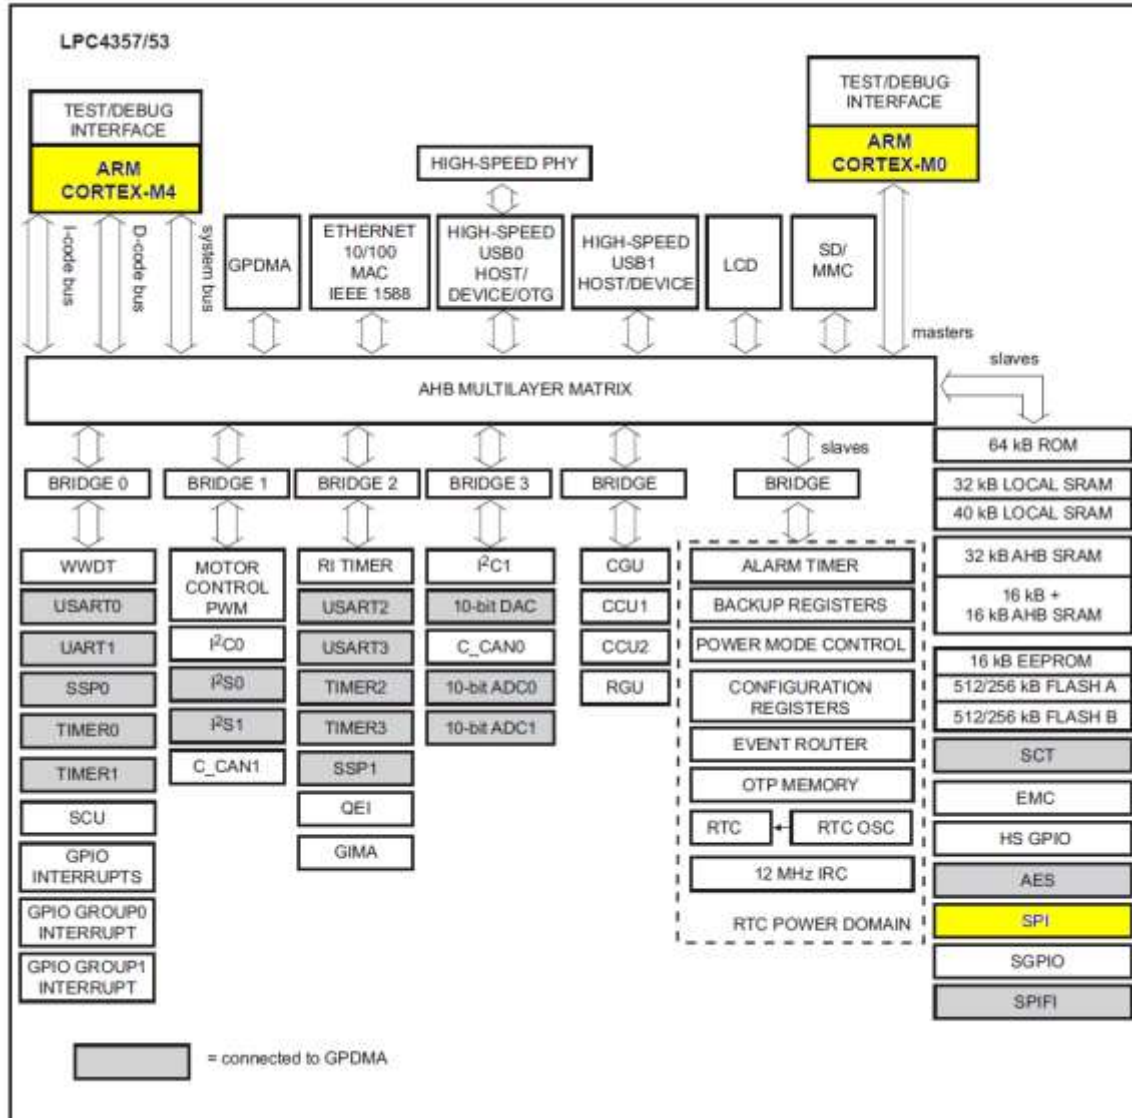 LPC4357/53
TEST/DEBUG
INTERFACE
ARM
CORTEX-M4
TEST/DEBUG
INTERFACE
ARM
CORTEX-M0
HIGH-SPEED PHY
I-code bus
D-code bus
system bus
GPDMA
ETHERNET
10/100
MAC
IEEE 1588
HIGH-SPEED
USB0
HOST/
DEVICE/OTG
HIGH-SPEED
USB1
HOST/DEVICE
LCD
SD/
MMC
masters
slaves
AHB MULTILAYER MATRIX
slaves
BRIDGE 0
BRIDGE 1
BRIDGE 2
BRIDGE 3
BRIDGE
BRIDGE
WWDT
USART0
UART1
SSP0
TIMER0
TIMER1
SCU
GPIO
INTERRUPTS
GPIO GROUP0
INTERRUPT
GPIO GROUP1
INTERRUPT
MOTOR
CONTROL
PWM
I²C0
I²S0
I²S1
C_CAN1
RI TIMER
USART2
USART3
TIMER2
TIMER3
SSP1
QEI
GIMA
I²C1
10-bit DAC
C_CAN0
10-bit ADC0
10-bit ADC1
CGU
CCU1
CCU2
RGU
ALARM TIMER
BACKUP REGISTERS
POWER MODE CONTROL
CONFIGURATION
REGISTERS
EVENT ROUTER
OTP MEMORY
RTC
RTC OSC
12 MHz IRC
RTC POWER DOMAIN
64 kB ROM
32 kB LOCAL SRAM
40 kB LOCAL SRAM
32 kB AHB SRAM
16 kB +
16 kB AHB SRAM
16 kB EEPROM
512/256 kB FLASH A
512/256 kB FLASH B
SCT
EMC
HS GPIO
AES
SPI
SGPIO
SPIFI
= connected to GPDMA